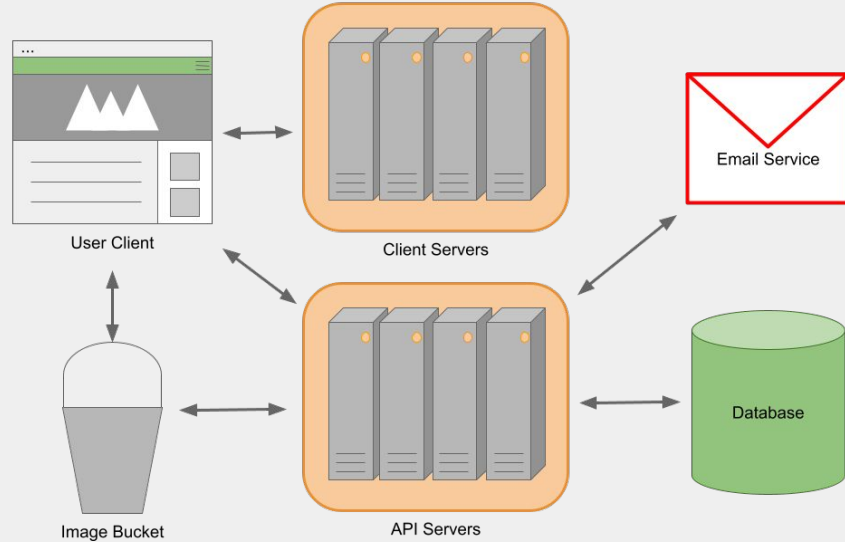 ...
User Client
Client Servers
Email Service
Database
Image Bucket
API Servers